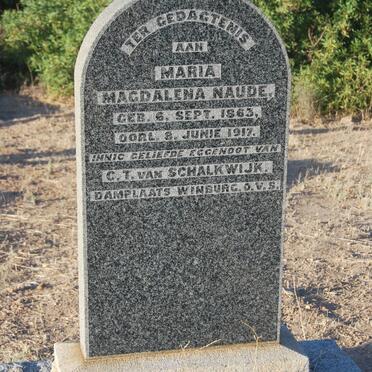 TER GEDAGTENIS
AAN
MARIA
MAGDALENA NAUDE,
GEB. 6. SEPT. 1863,
OORL. 8. JUNIE 1917.
INNIG GELIEFDE EGGENOOT VAN
C.T. VAN SCHALKWIJK.
DAMPLAATS WINBURG, O.V.S.